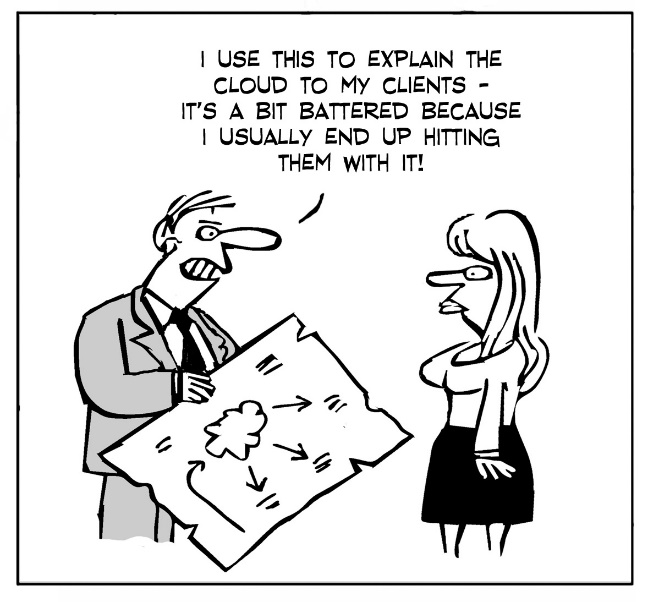 I USE THIS TO EXPLAIN THE
CLOUD TO MY CLIENTS -
IT'S A BIT BATTERED BECAUSE
I USUALLY END UP HITTING
THEM WITH IT!